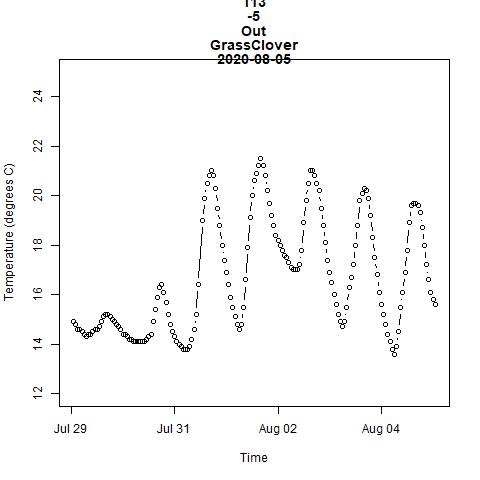 -5
Out
GrassClover
2020-08-05
Temperature (degrees C)
24
22
20
18
16
14
12
Jul 29
Jul 31
Aug 02
Aug 04
Time